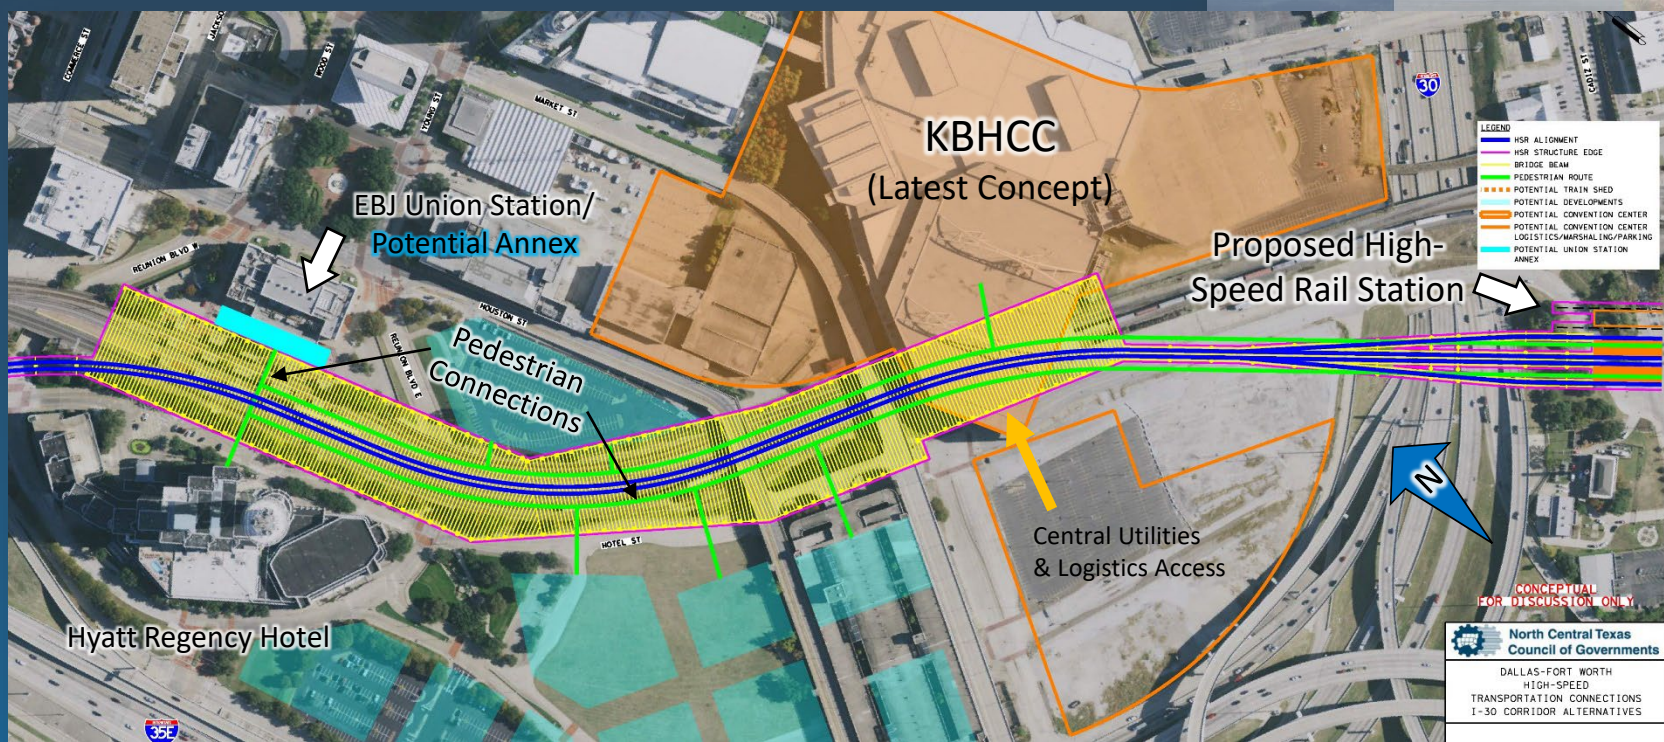 COMMERCE ST
JACKSON
WOOD ST
YOUNG ST
MARKET ST
30
CADIZ ST
KBHCC
(Latest Concept)
LEGEND
HSR ALIGNMENT
HSR STRUCTURE EDGE
BRIDGE BEAM
PEDESTRIAN ROUTE
POTENTIAL TRAIN SHED
POTENTIAL DEVELOPMENTS
POTENTIAL CONVENTION CENTER
POTENTIAL CONVENTION CENTER
LOGISTICS/MARSHALING/PARKING
POTENTIAL UNION STATION
ANNEX
EBJ Union Station/
Potential Annex
REUNION BLVD W
Proposed High-
Speed Rail Station
HOUSTON ST
REUNION BLVD E
Pedestrian
Connections
N
HOTEL ST
Central Utilities
& Logistics Access
Hyatt Regency Hotel
35E
CONCEPTUAL
FOR DISCUSSION ONLY
North Central Texas
Council of Governments
DALLAS-FORT WORTH
HIGH-SPEED
TRANSPORTATION CONNECTIONS
I-30 CORRIDOR ALTERNATIVES